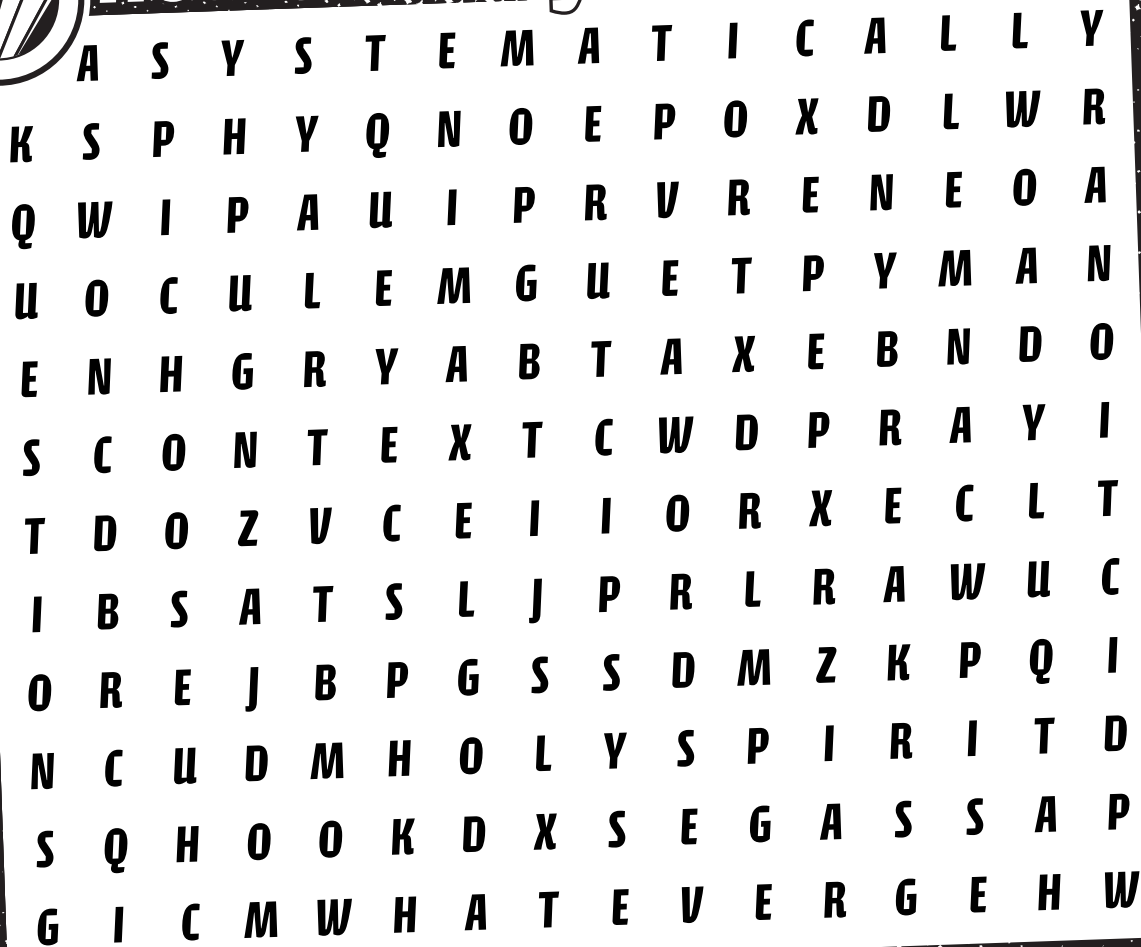 A S Y S T E M A T I C A L L Y
K S P H Y Q N O E P O X D L W R
Q W I P A U I P R V R E N E O A
U O C U L E M G U E T P Y M A N
E N H G R Y A B T A X E B N D O
S C O N T E X T C W D P R A Y I
T D O Z V C E I I O R X E C L T
I B S A T S L J P R L R A W U C
O R E J B P G S S D M Z K P Q I
N C U D M H O L Y S P I R I T D
S Q H O O K D X S E G A S S A P
G I C M W H A T E V E R G E H W